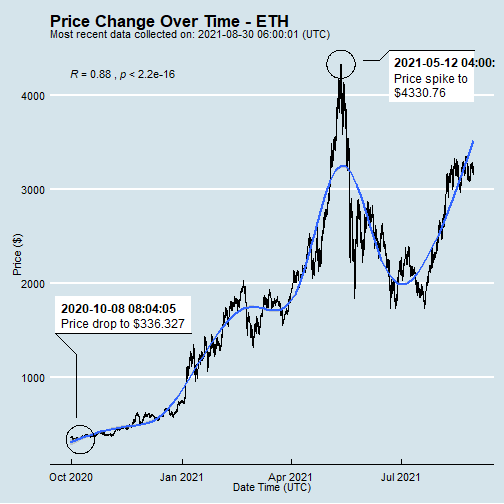 Price Change Over Time - ETH
Most recent data collected on: 2021-08-30 06:00:01 (UTC)
R = 0.88 , p < 2.2e-16
2021-05-12 04:00:
Price spike to
$4330.76
4000
3000
2000
1000
Price ($)
2020-10-08 08:04:05
Price drop to $336.327
Oct 2020
Jan 2021
Apr 2021
Jul 2021
Date Time (UTC)